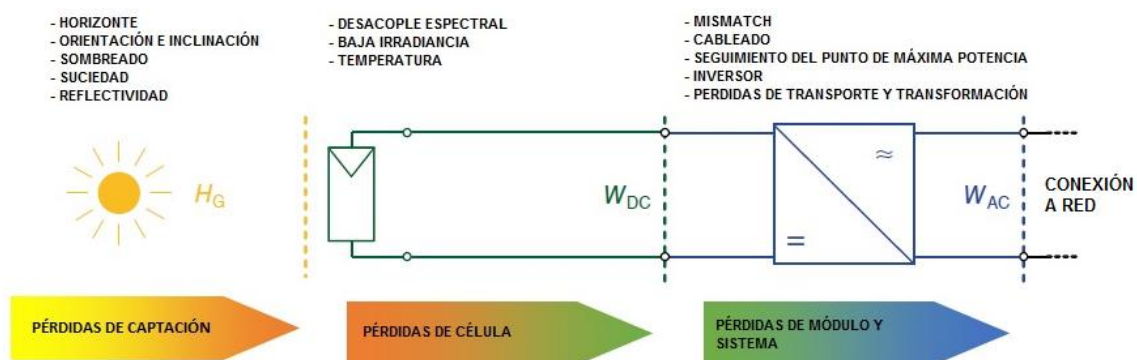 - HORIZONTE
- ORIENTACIÓN E INCLINACIÓN
- SOMBREADO
- SUCIEDAD
- REFLECTIVIDAD
- DESACOPLE ESPECTRAL
- BAJA IRRADIANCIA
- TEMPERATURA
- MISMATCH
- CABLEADO
- SEGUIMIENTO DEL PUNTO DE MÁXIMA POTENCIA
- INVERSOR
- PERDIDAS DE TRANSPORTE Y TRANSFORMACIÓN
HG
WDC
≈
=
WAC
CONEXIÓN
A RED
PÉRDIDAS DE CAPTACIÓN
PÉRDIDAS DE CÉLULA
PÉRDIDAS DE MÓDULO Y
SISTEMA